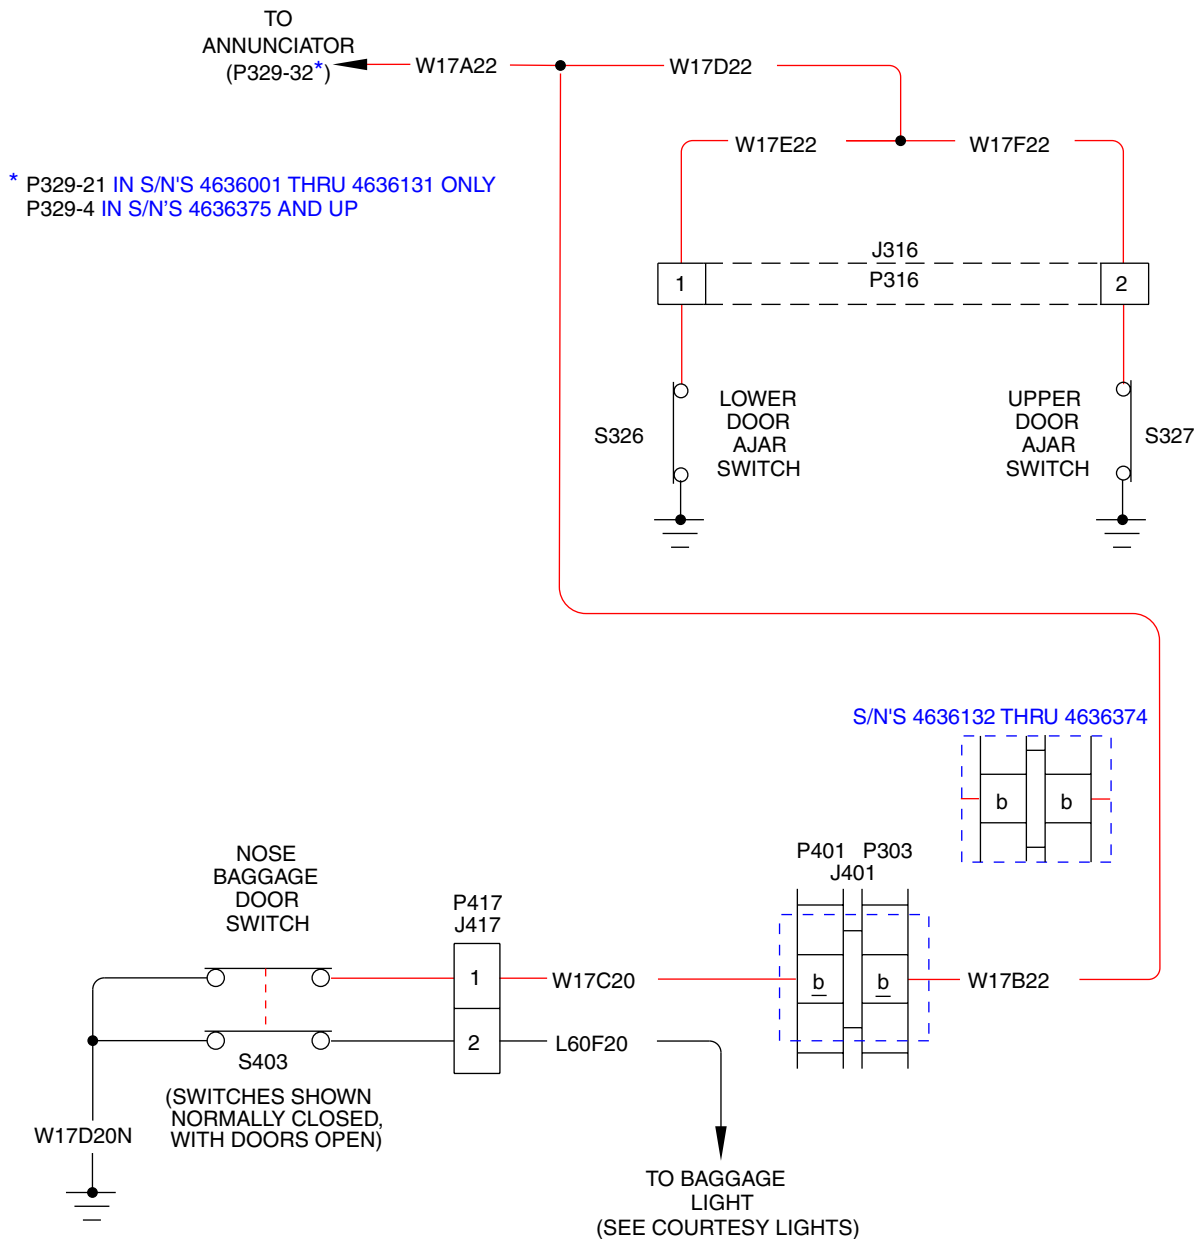 TO
ANNUNCIATOR
(P329-32*)
W17A22
W17D22
W17E22
W17F22
* P329-21 IN S/N'S 4636001 THRU 4636131 ONLY
P329-4 IN S/N'S 4636375 AND UP
J316
1
P316
2
LOWER
DOOR
AJAR
SWITCH
S326
UPPER
DOOR
AJAR
SWITCH
S327
S/N'S 4636132 THRU 4636374
b b
P401 P303
J401
NOSE
BAGGAGE
DOOR
SWITCH
P417
J417
1
W17C20
b b
W17B22
2
L60F20
S403
(SWITCHES SHOWN
NORMALLY CLOSED,
WITH DOORS OPEN)
W17D20N
TO BAGGAGE
LIGHT
(SEE COURTESY LIGHTS)